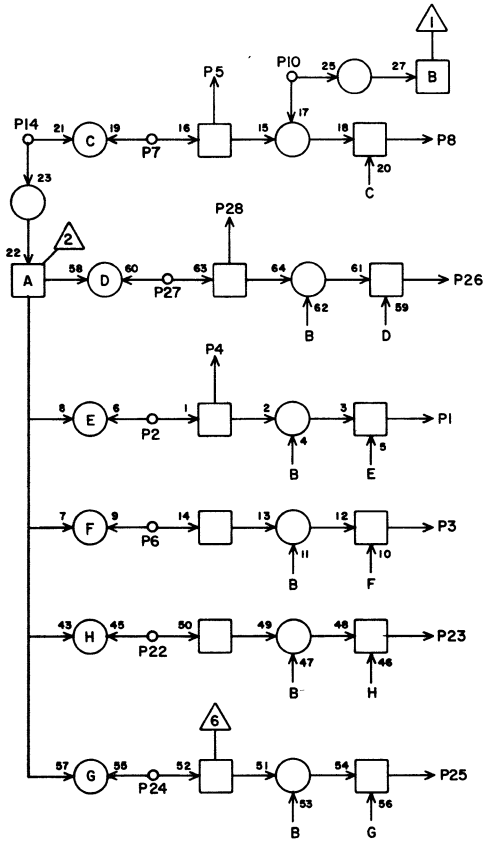 1
P5 P10 25 27 B
P14 21 C 19 P7 16 15 17 18 P8
20
C
23
22 2 P28
A 58 D 60 P27 63 64 61 P26
62 59
B D
P4
8 E 6 P2 1 2 3 P1
4 5
B E
7 F 9 P6 14 13 12 P3
11 10
B F
43 H 45 P22 50 49 48 P23
47 46
B H
6
57 G 55 P24 52 51 54 P25
53 56
B G